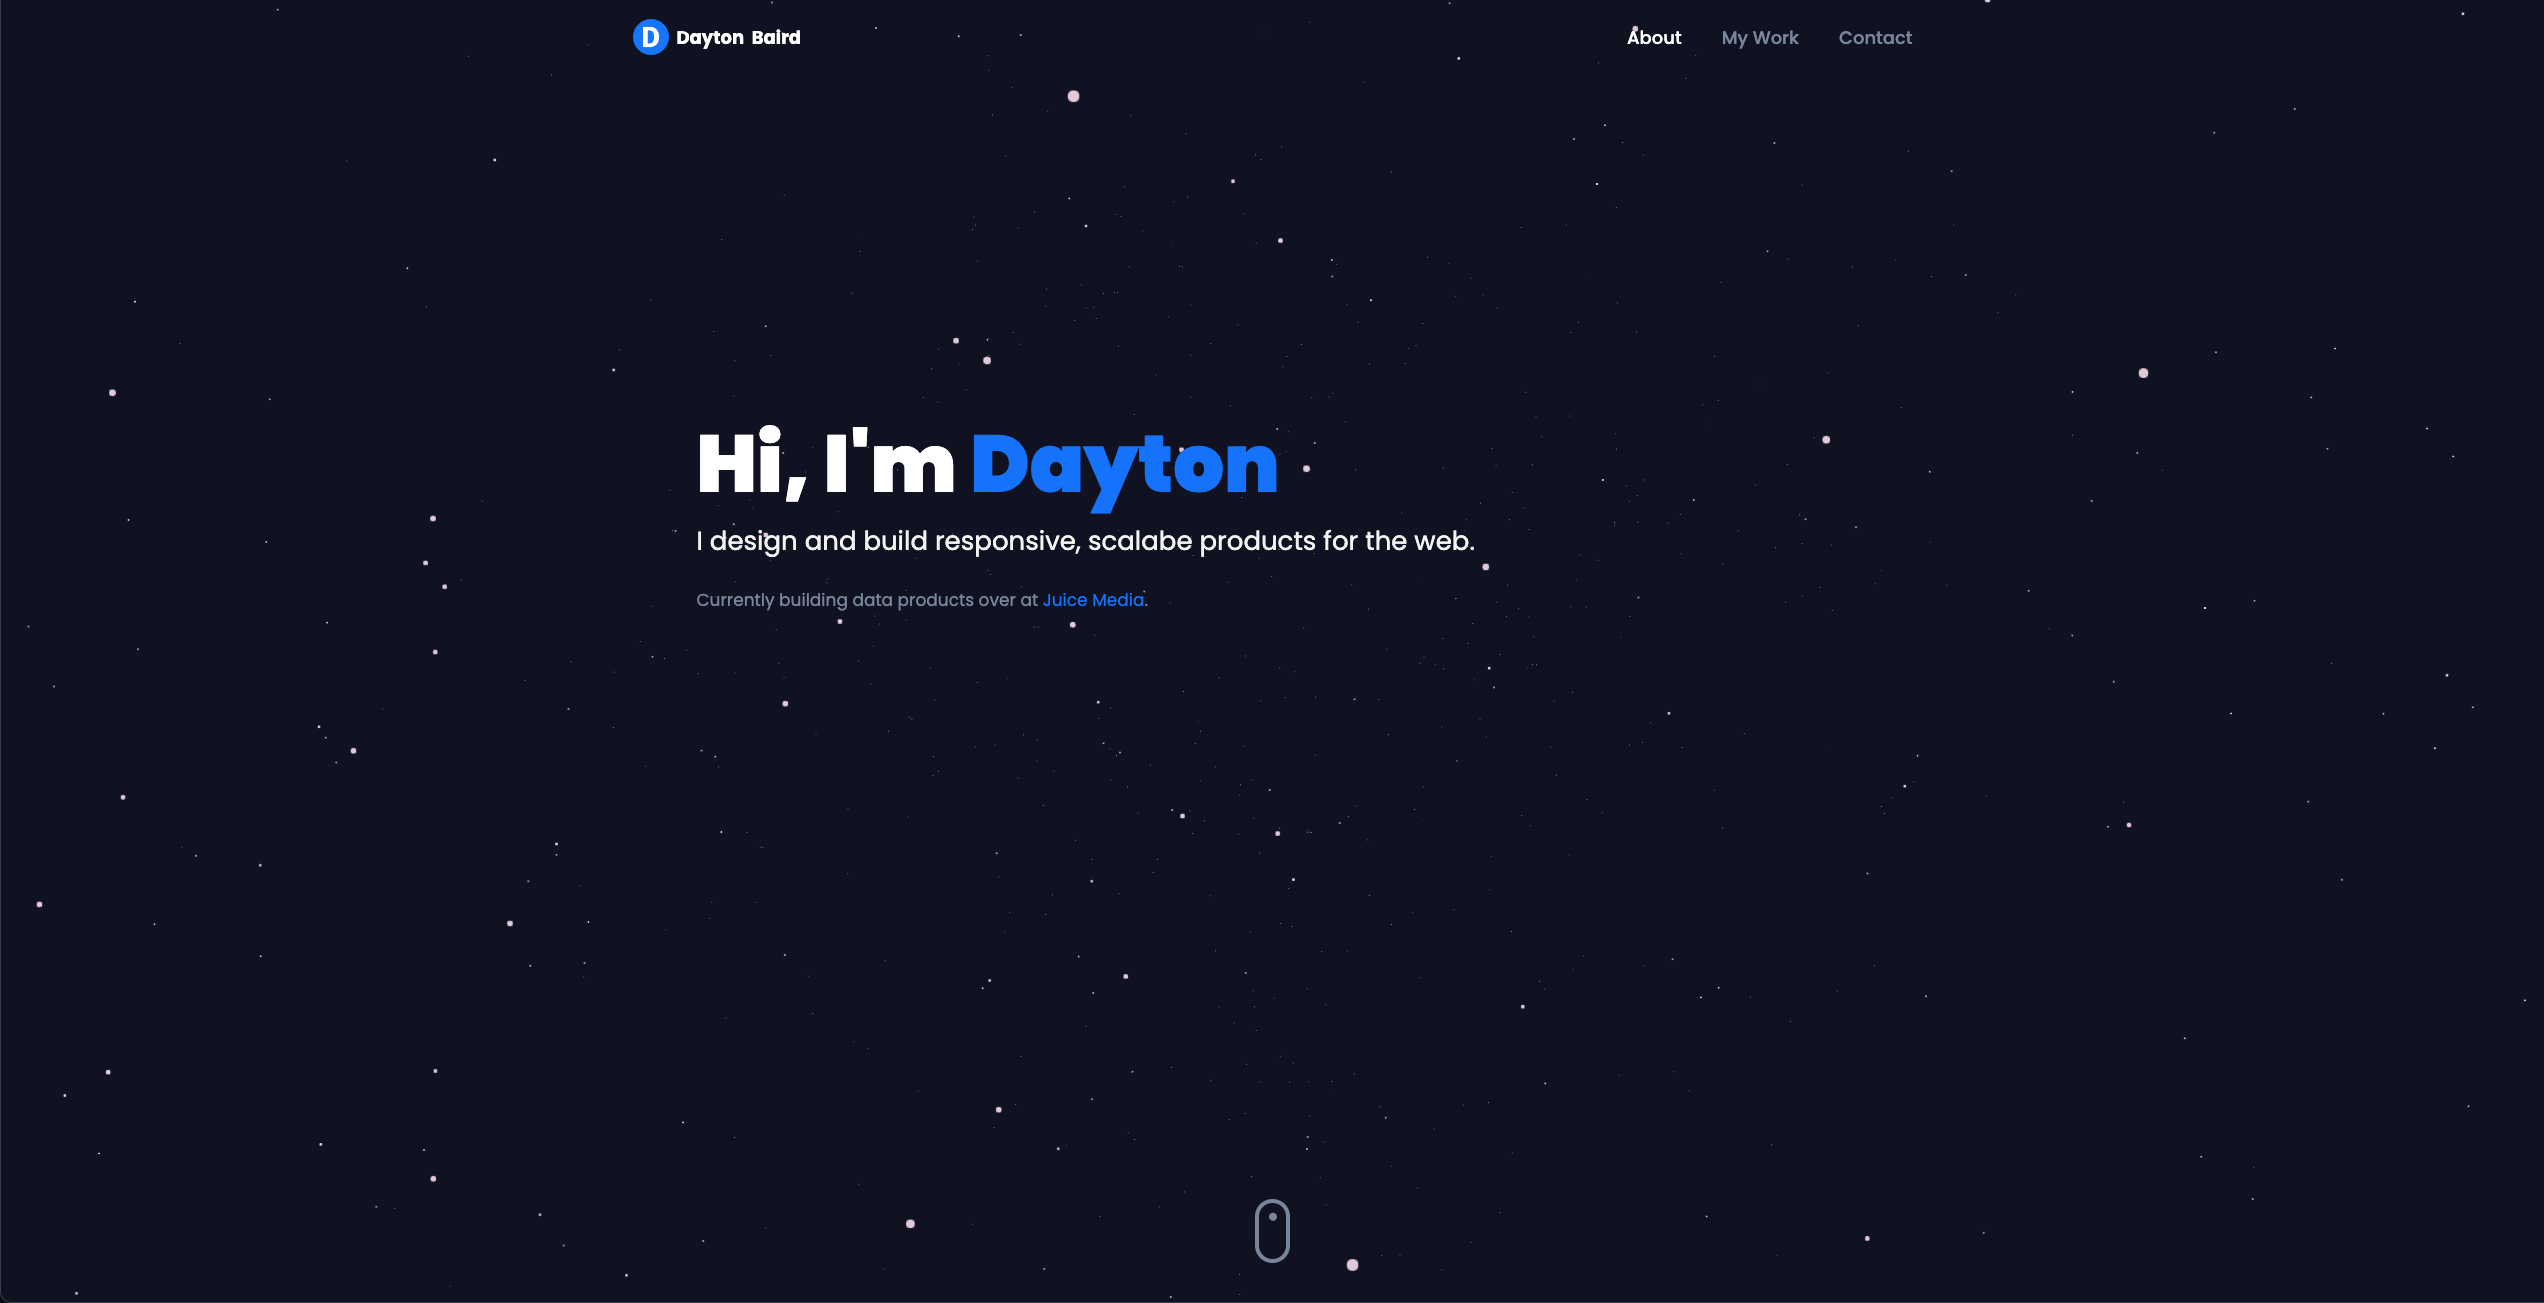 D Dayton Baird
About My Work Contact
Hi, I'm Dayton
I design and build responsive, scalabe products for the web.
Currently building data products over at Juice Media.